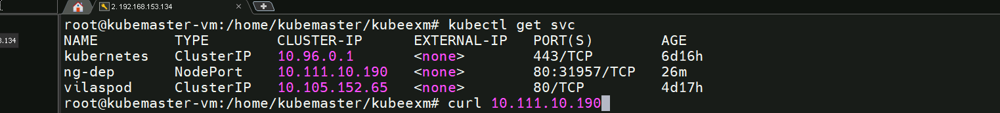 2. 192.168.153.134
3.134
root@kubemaster-vm:/home/kubemaster/kubeexm# kubectl get svc
NAME TYPE CLUSTER-IP EXTERNAL-IP PORT(S) AGE
kubernetes ClusterIP 10.96.0.1 <none> 443/TCP 6d16h
ng-dep NodePort 10.111.10.190 <none> 80:31957/TCP 26m
vilaspod ClusterIP 10.105.152.65 <none> 80/TCP 4d17h
root@kubemaster-vm:/home/kubemaster/kubeexm# curl 10.111.10.190